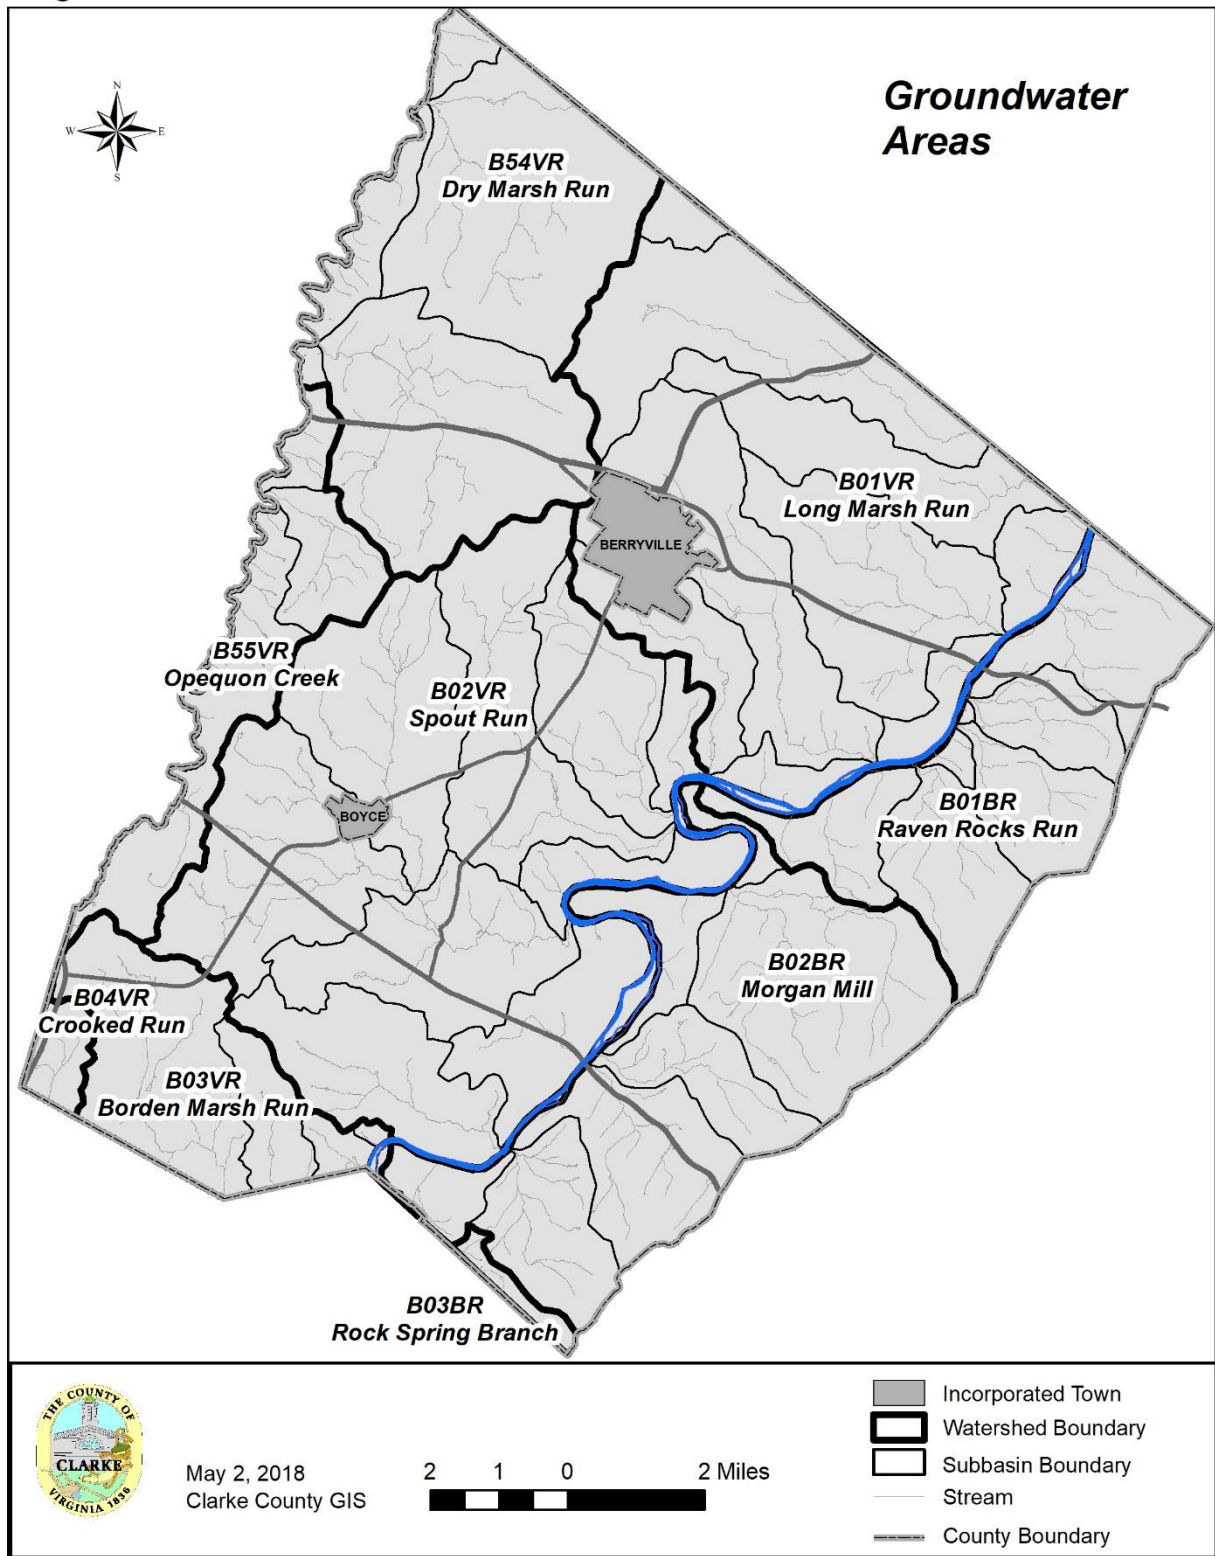 N
W E
S
Groundwater
Areas
B54VR
Dry Marsh Run
B01VR
Long Marsh Run
BERRYVILLE
B55VR
Opequon Creek
B02VR
Spout Run
BOYCE
B01BR
Raven Rocks Run
B02BR
Morgan Mill
B04VR
Crooked Run
B03VR
Borden Marsh Run
B03BR
Rock Spring Branch
THE COUNTY OF
CLARKE
VIRGINIA 1836
May 2, 2018
Clarke County GIS
2 1 0 2 Miles
Incorporated Town
Watershed Boundary
Subbasin Boundary
Stream
County Boundary